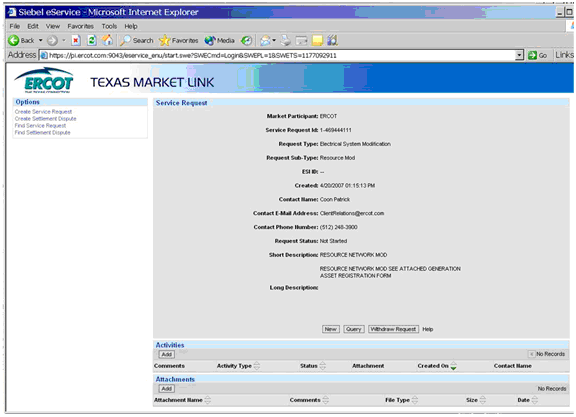 Siebel eService - Microsoft Internet Explorer
File Edit View Favorites Tools Help
Back Search Favorites Media
Address https://pi.ercot.com:9043/eservice_enu/start.swe?SWECmd=Login&SWEPL=1&SWETS=1177092911 Go Links
ERCOT
TEXAS MARKET LINK
Options
Create Service Request
Create Settlement Dispute
Find Service Request
Find Settlement Dispute
Service Request
Market Participant: ERCOT
Service Request Id: 1-469444111
Request Type: Electrical System Modification
Request Sub-Type: Resource Mod
ESI ID: --
Created: 4/20/2007 01:15:13 PM
Contact Name: Coon Patrick
Contact E-Mail Address: ClientRelations@ercot.com
Contact Phone Number: (512) 248-3900
Request Status: Not Started
Short Description: RESOURCE NETWORK MOD
RESOURCE NETWORK MOD SEE ATTACHED GENERATION
ASSET REGISTRATION FORM
Long Description:
New Query Withdraw Request Help
Activities
Add No Records
Comments Activity Type Status Attachment Created On Contact Name
Attachments
Add No Records
Attachment Name Comments File Type Size Date